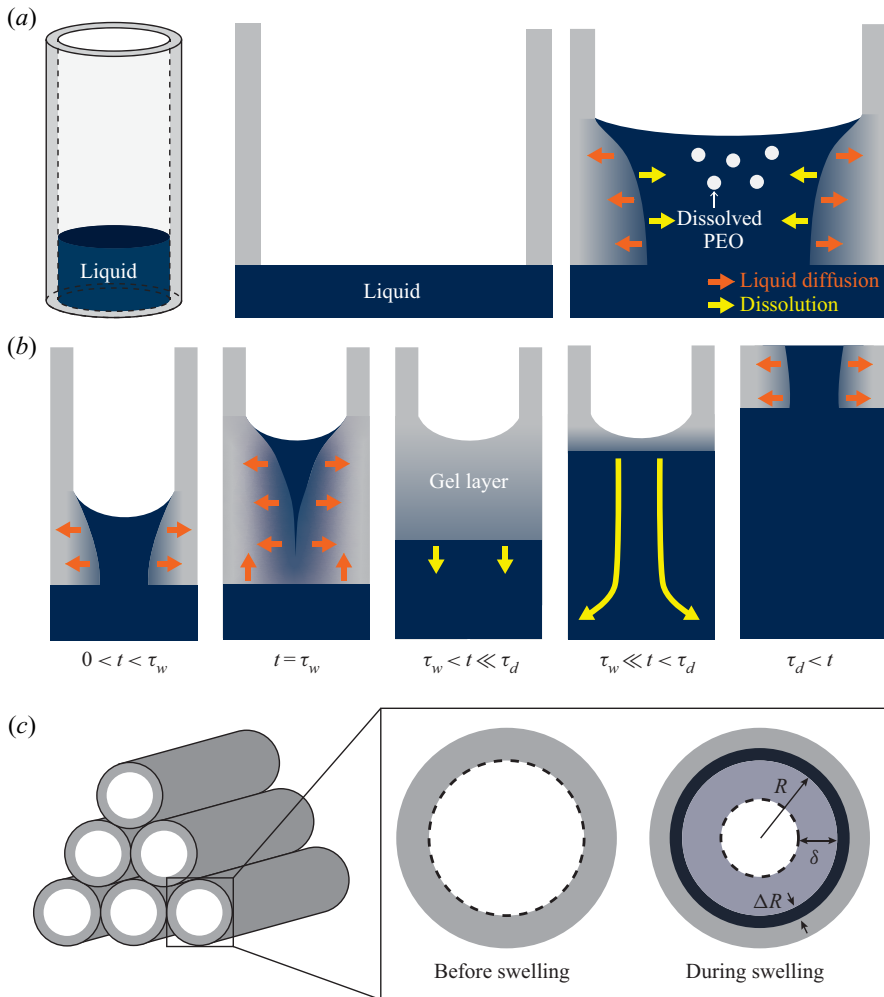 (a)
Liquid
Liquid
Dissolved
PEO
Liquid diffusion
Dissolution
(b)
Gel layer
0 < t < τw
t = τw
τw < t ≪ τd
τw ≪ t < τd
τd < t
(c)
R
δ
ΔR
Before swelling
During swelling